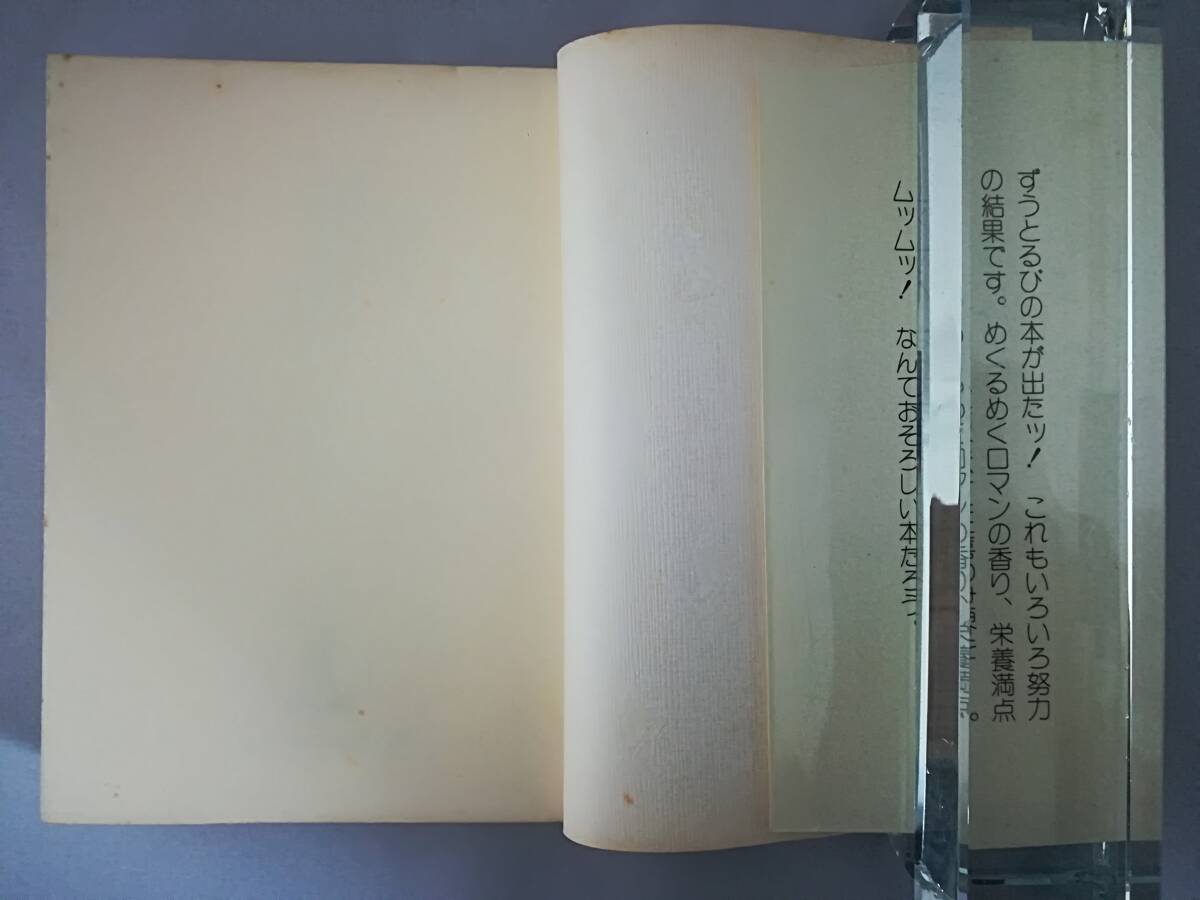 ずうとるびの本が出たッ! これもいろいろ努力
の結果です。めくるめくロマンの香り、栄養満点
ムッムッ! なんておそろしい本だろう。